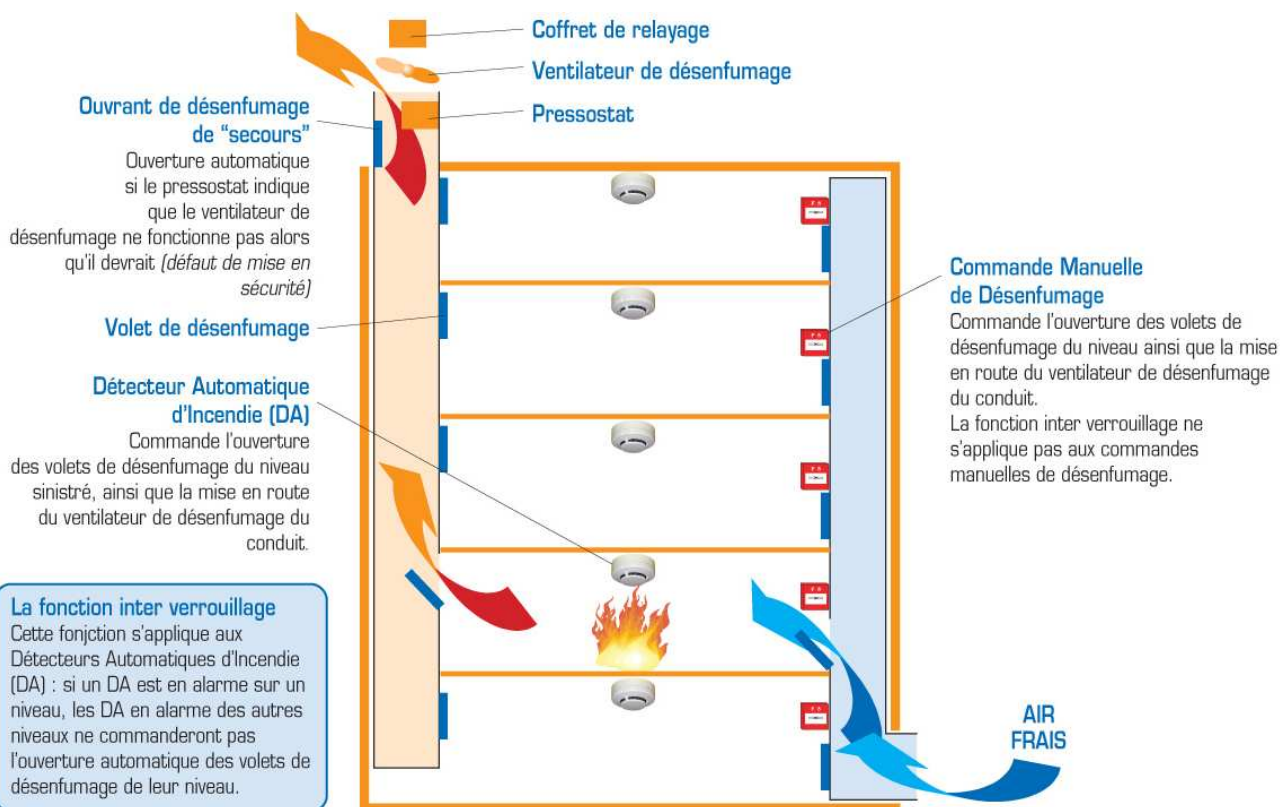 Coffret de relayage
Ventilateur de désenfumage
Pressostat
Ouvrant de désenfumage
de “secours”
Ouverture automatique
si le pressostat indique
que le ventilateur de
désenfumage ne fonctionne pas alors
qu'il devrait (défaut de mise en
sécurité)
Volet de désenfumage
Détecteur Automatique
d'Incendie (DA)
Commande l'ouverture
des volets de désenfumage du niveau
sinistré, ainsi que la mise en route
du ventilateur de désenfumage du
conduit.
La fonction inter verrouillage
Cette fonjction s'applique aux
Détecteurs Automatiques d'Incendie
(DA) : si un DA est en alarme sur un
niveau, les DA en alarme des autres
niveaux ne commanderont pas
l'ouverture automatique des volets de
désenfumage de leur niveau.
Commande Manuelle
de Désenfumage
Commande l'ouverture des volets de
désenfumage du niveau ainsi que la mise
en route du ventilateur de désenfumage
du conduit.
La fonction inter verrouillage ne
s'applique pas aux commandes
manuelles de désenfumage.
AIR
FRAIS